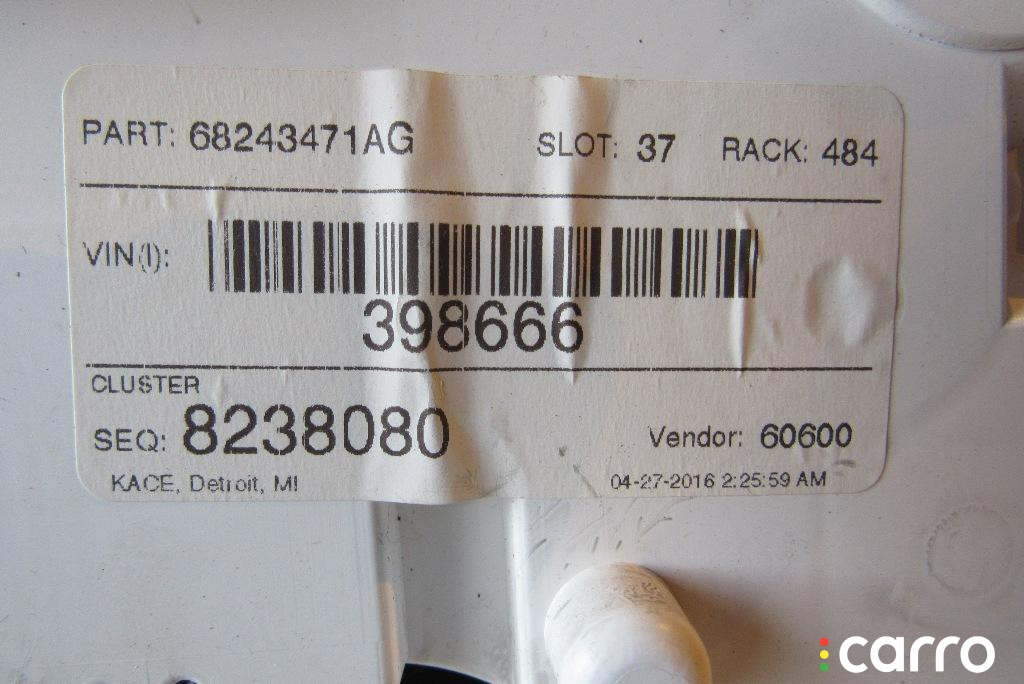 PART: 68243471AG SLOT: 37 RACK: 484
VIN(I):
398666
CLUSTER
SEQ: 8238080 Vendor: 60600
KACE, Detroit, MI 04-27-2016 2:25:59 AM
carro